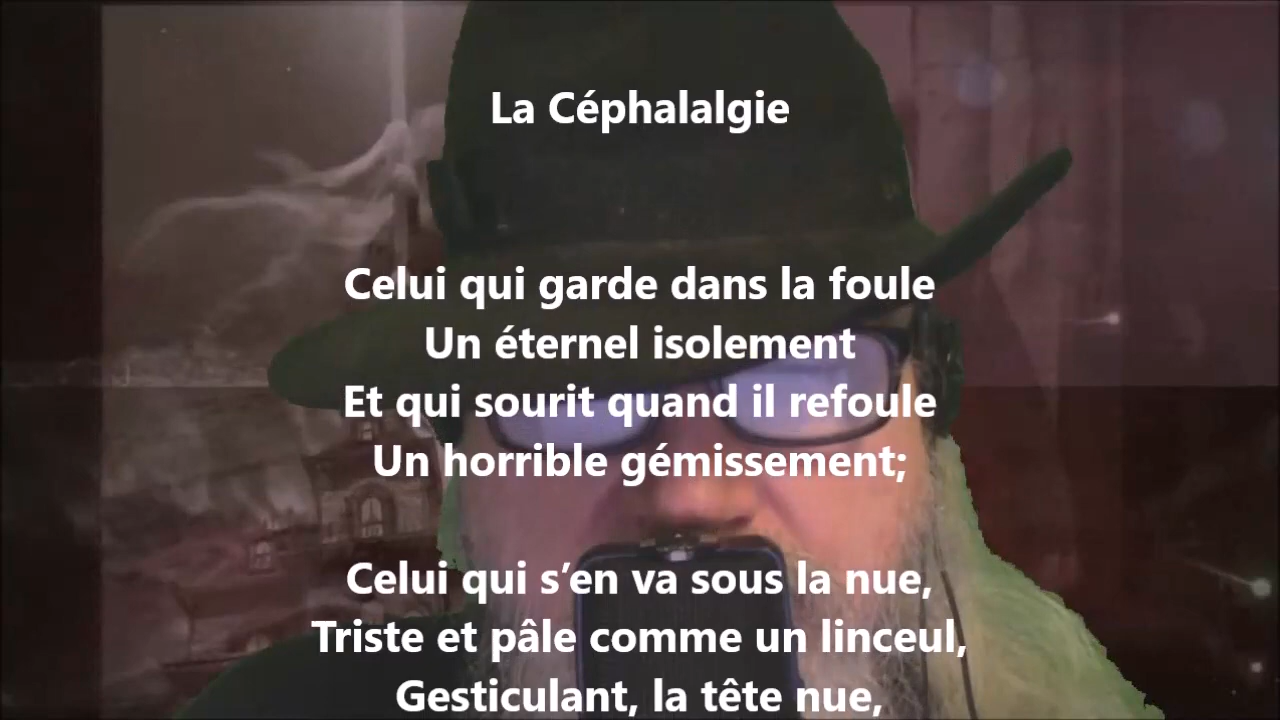 La Céphalalgie
Celui qui garde dans la foule
Un éternel isolement
Et qui sourit quand il refoule
Un horrible gémissement;
Celui qui s’en va sous la nue,
Triste et pâle comme un linceul,
Gesticulant, la tête nue,